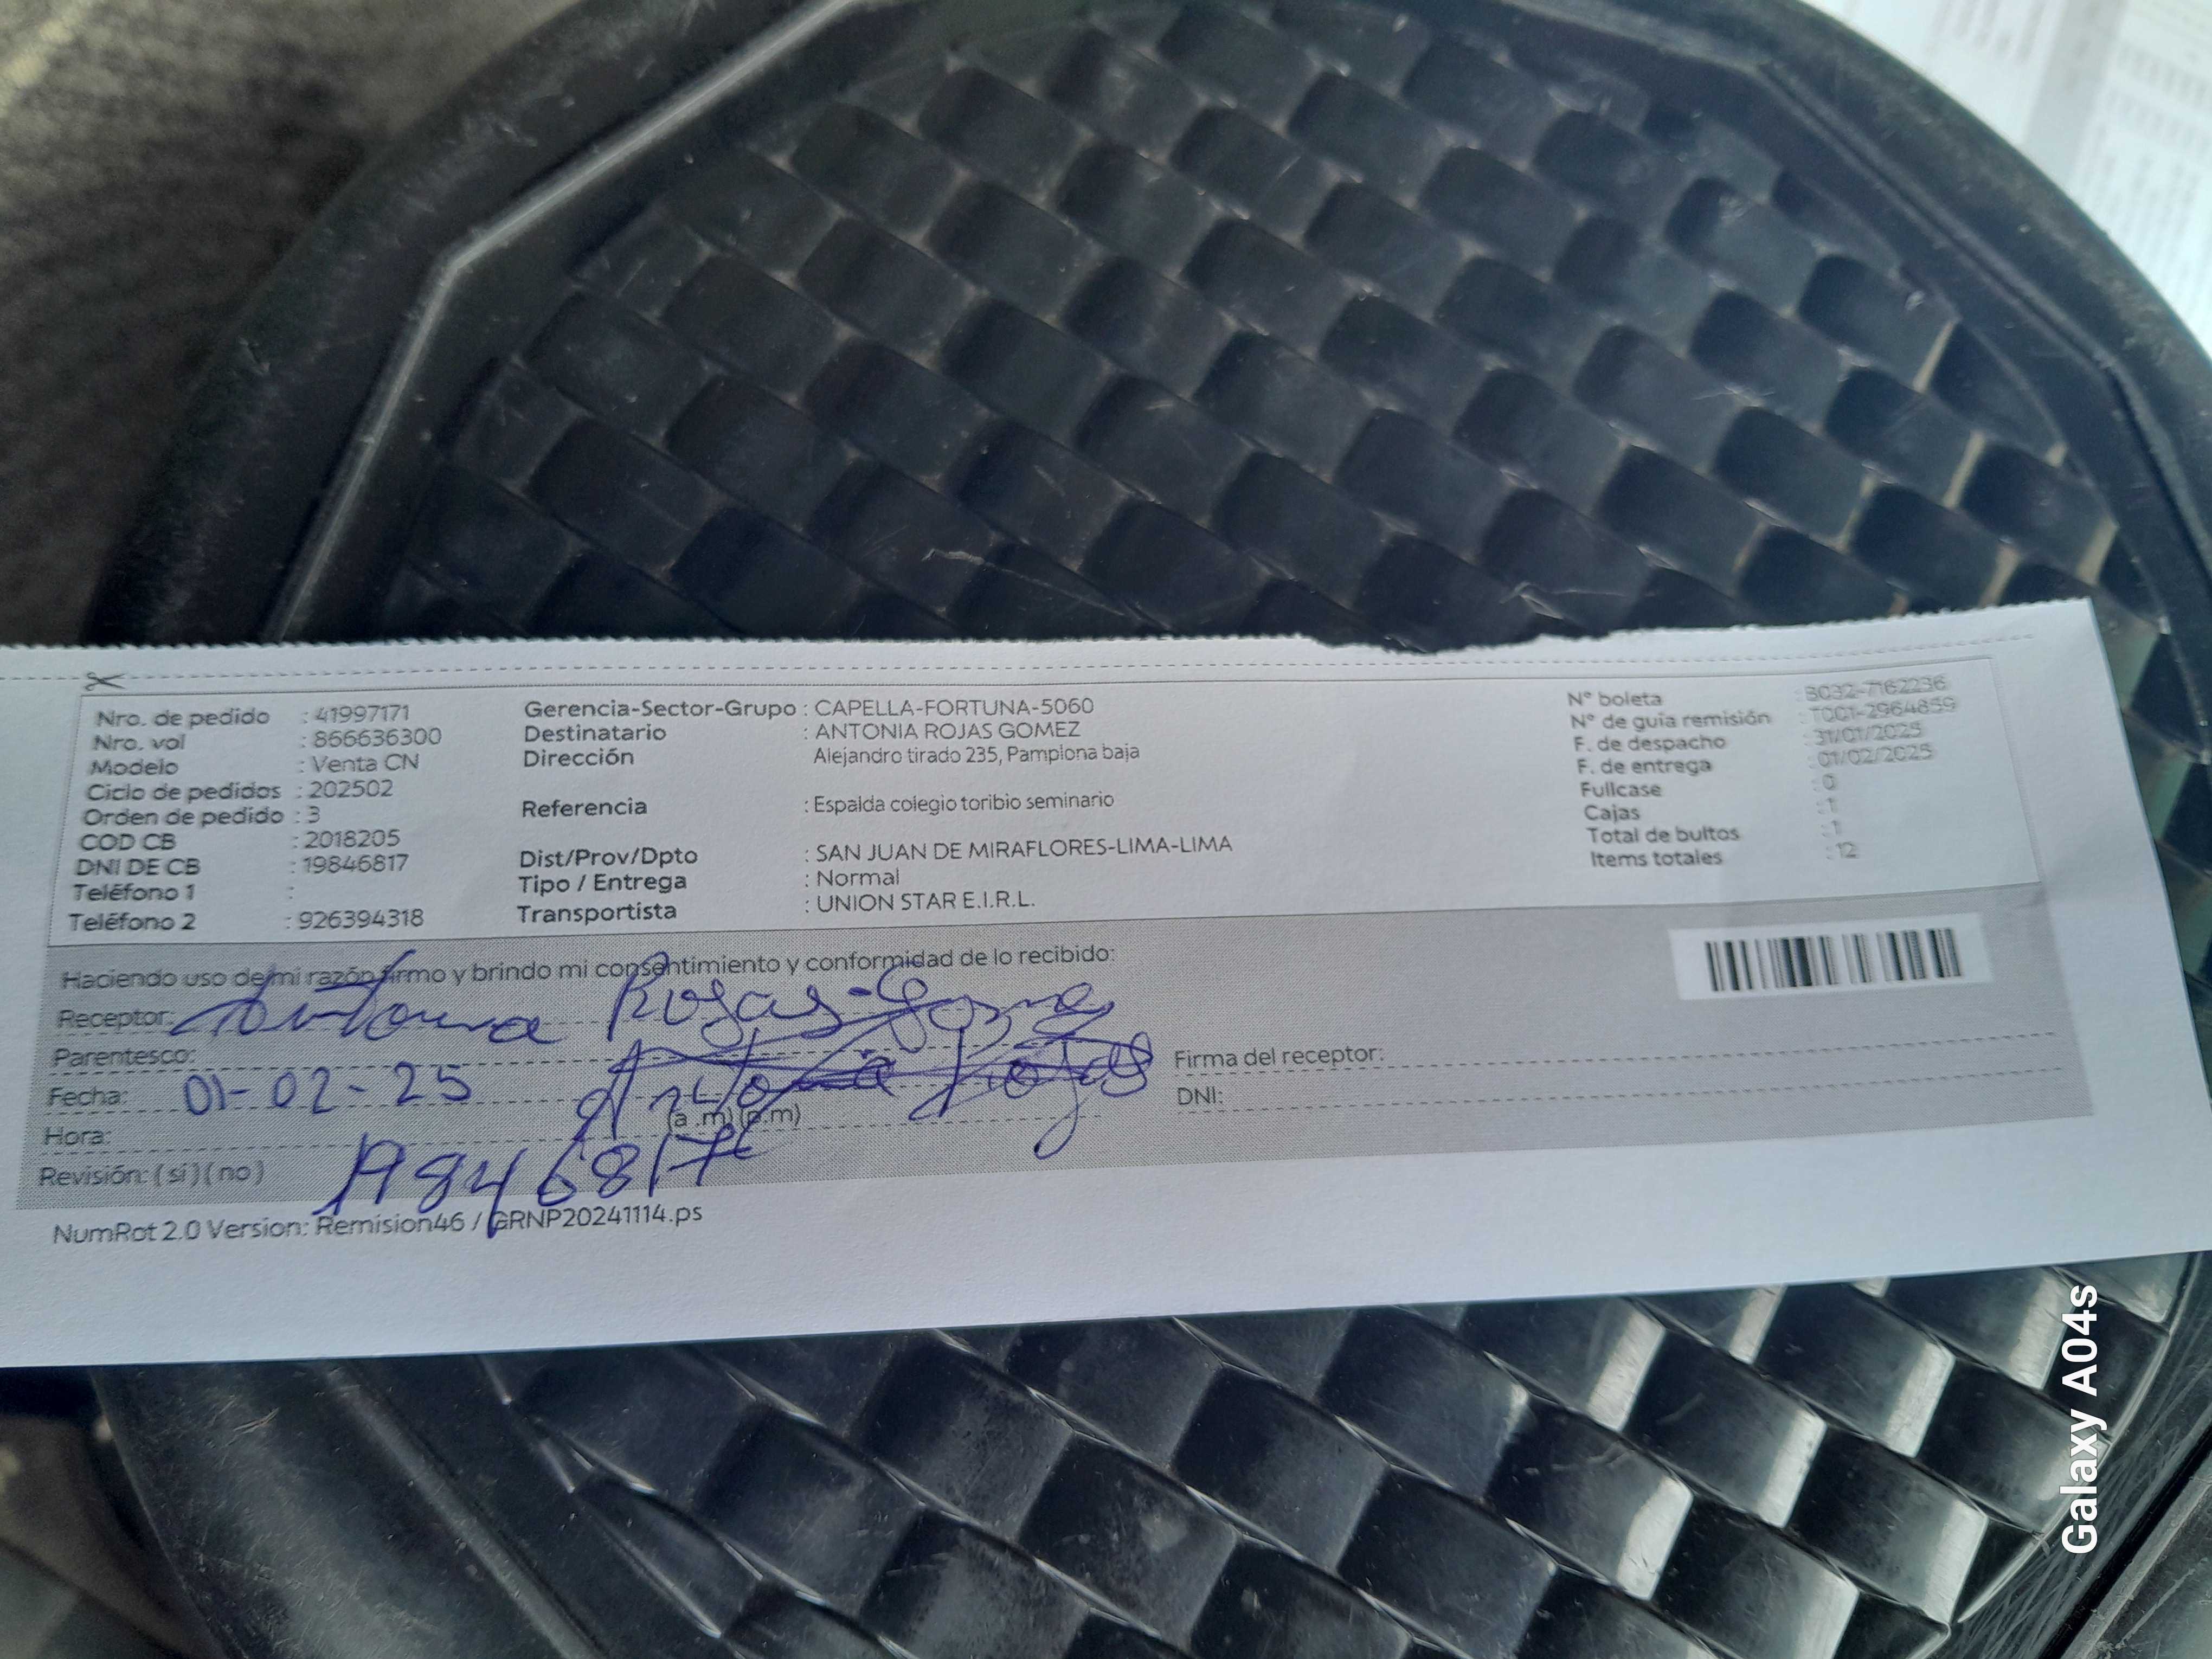 Nro. de pedido : 41997171
Nro. vol : 866636300
Modelo : Venta CN
Ciclo de pedidos : 202502
Orden de pedido : 3
COD CB : 2018205
DNI DE CB : 19846817
Teléfono 1 :
Teléfono 2 : 926394318
Gerencia-Sector-Grupo : CAPELLA-FORTUNA-5060
Destinatario : ANTONIA ROJAS GOMEZ
Dirección Alejandro tirado 235, Pamplona baja
Referencia : Espalda colegio toribio seminario
Dist/Prov/Dpto : SAN JUAN DE MIRAFLORES-LIMA-LIMA
Tipo / Entrega : Normal
Transportista : UNION STAR E.I.R.L.
N° boleta : B032-7162236
N° de guía remisión : T001-2964859
F. de despacho : 31/01/2025
F. de entrega : 01/02/2025
Fullcase : 0
Cajas : 1
Total de bultos : 1
Items totales : 12
Haciendo uso de mi razón firmo y brindo mi consentimiento y conformidad de lo recibido:
Receptor: Antonia Rojas Gomez
Parentesco:
Antonia Rojas
Fecha: 01-02-25
Hora: (a.m) (p.m)
Revisión: ( sí ) ( no ) 19846817
Firma del receptor:
DNI:
NumRot 2.0 Version: Remision46 / GRNP20241114.ps
Galaxy A04s